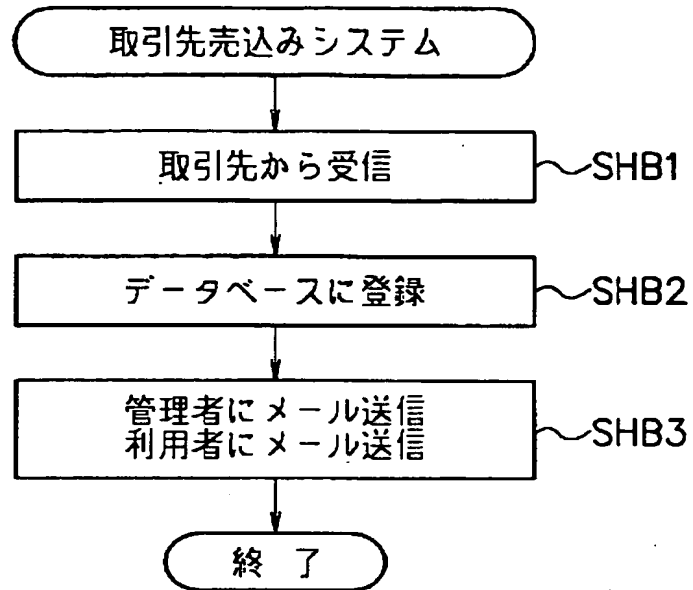 取引先売込みシステム
取引先から受信
SHB1
データベースに登録
SHB2
管理者にメール送信
利用者にメール送信
SHB3
終 了